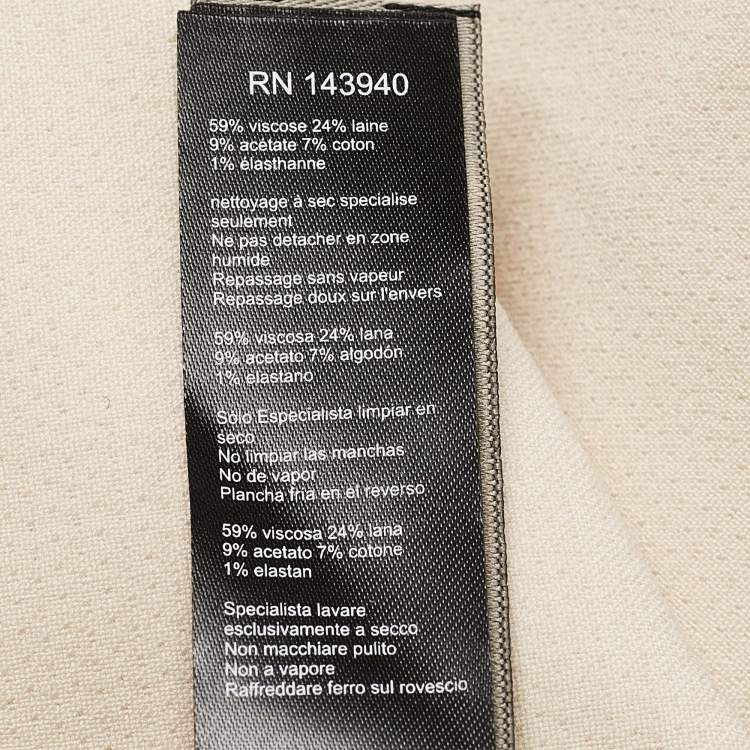 RN 143940
59% viscose 24% laine
9% acétate 7% coton
1% élasthanne
nettoyage à sec specialise
seulement
Ne pas detacher en zone
humide
Repassage sans vapeur
Repassage doux sur l'envers
59% viscosa 24% lana
9% acetato 7% algodón
1% elastano
Sólo Especialista limpiar en
seco
No limpiar las manchas
No de vapor
Plancha fria en el reverso
59% viscosa 24% lana
9% acetato 7% cotone
1% elastan
Specialista lavare
esclusivamente a secco
Non macchiare pulito
Non a vapore
Raffreddare ferro sul rovescio